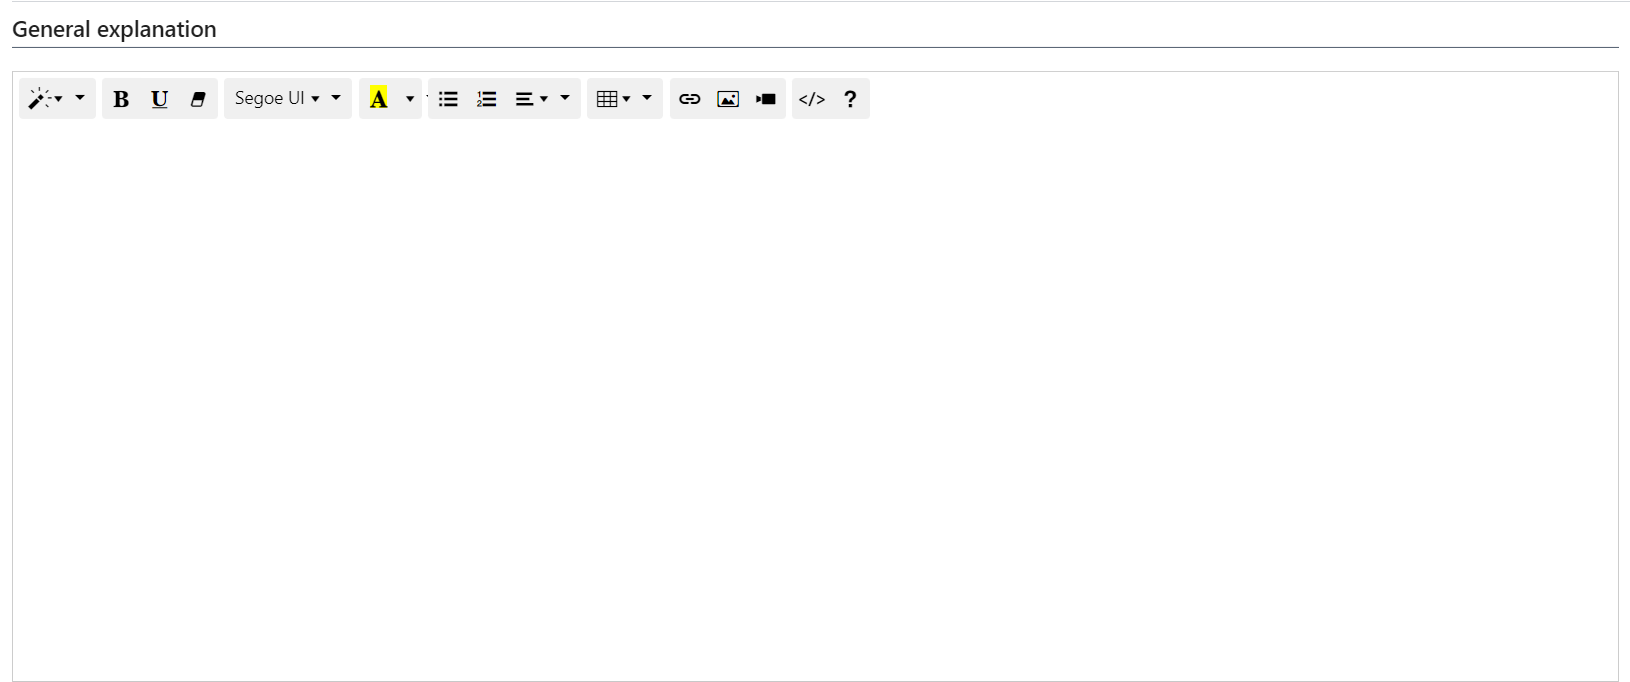 General explanation
B U Segoe UI A </> ?